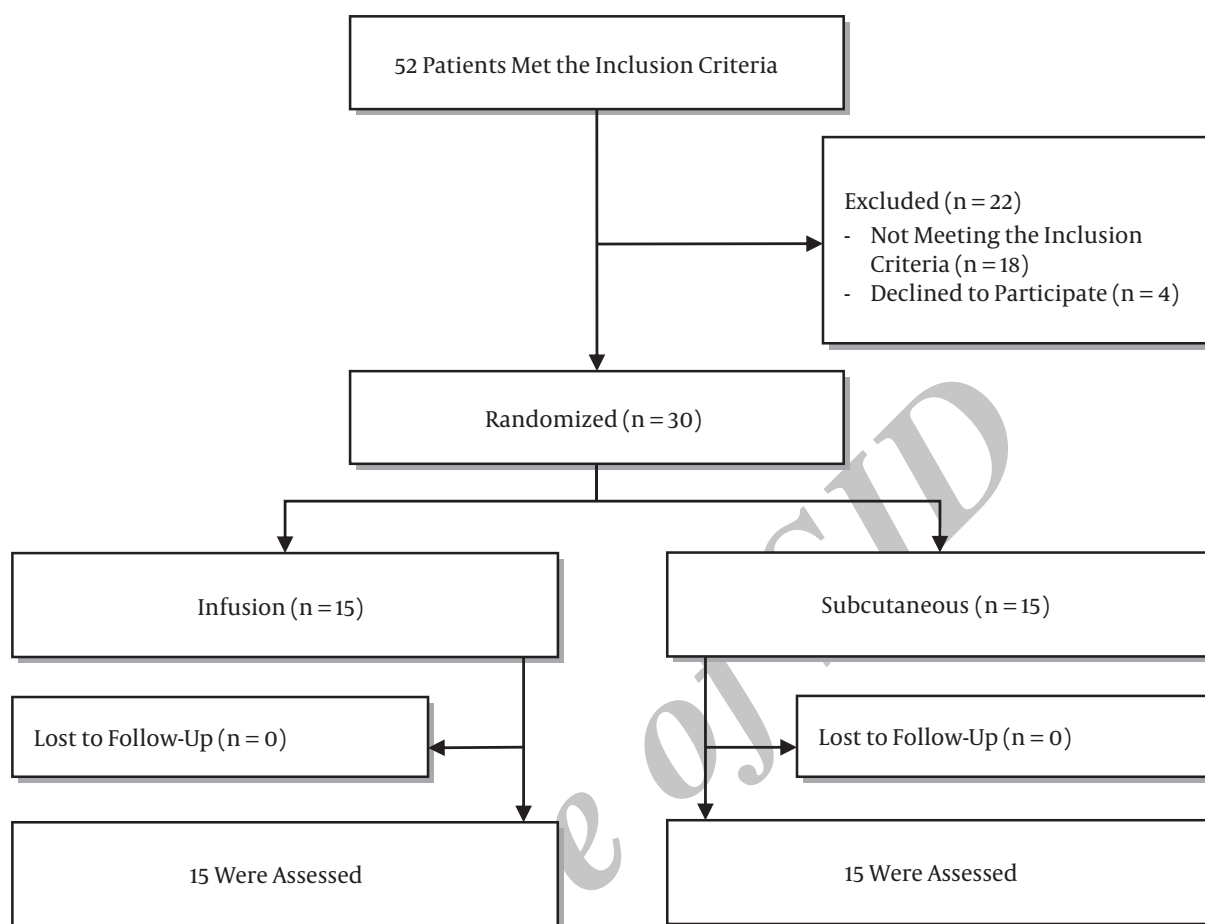 52 Patients Met the Inclusion Criteria
Excluded (n = 22)
- Not Meeting the Inclusion
Criteria (n = 18)
- Declined to Participate (n = 4)
Randomized (n = 30)
Infusion (n = 15)
Subcutaneous (n = 15)
Lost to Follow-Up (n = 0)
Lost to Follow-Up (n = 0)
15 Were Assessed
15 Were Assessed
e of SID